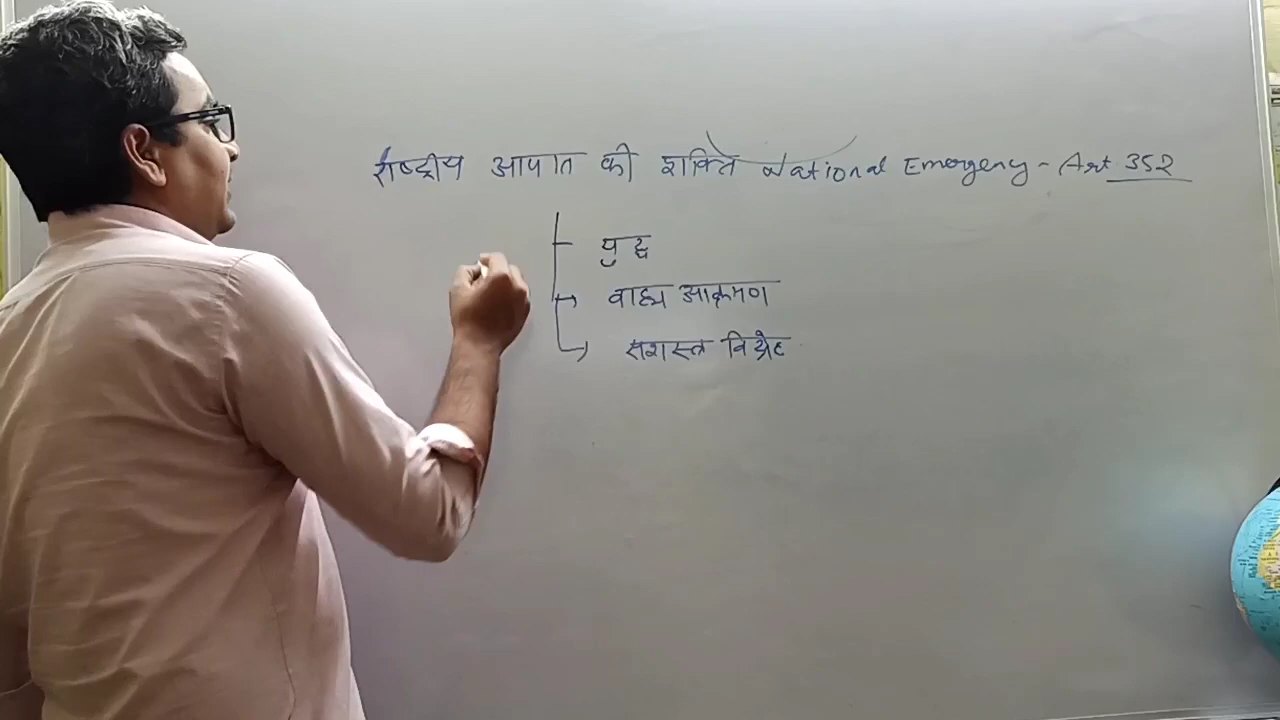 राष्ट्रीय आपात की शक्ति National Emergency - Art 352
युद्ध
वाह्य आक्रमण
सशस्त्र विद्रोह